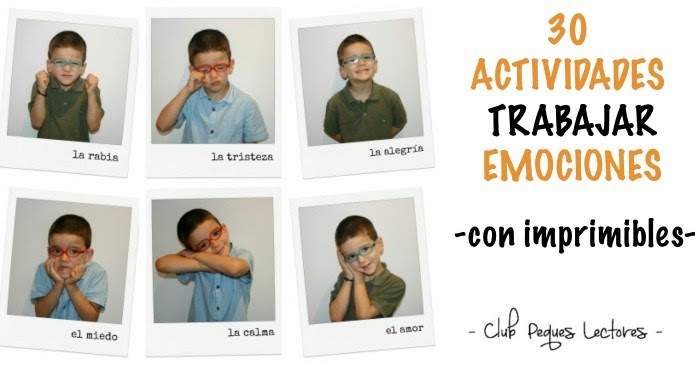 la rabia
la tristeza
la alegría
el miedo
la calma
el amor
30
ACTIVIDADES
TRABAJAR
EMOCIONES
-con imprimibles-
- Club Peques Lectores -